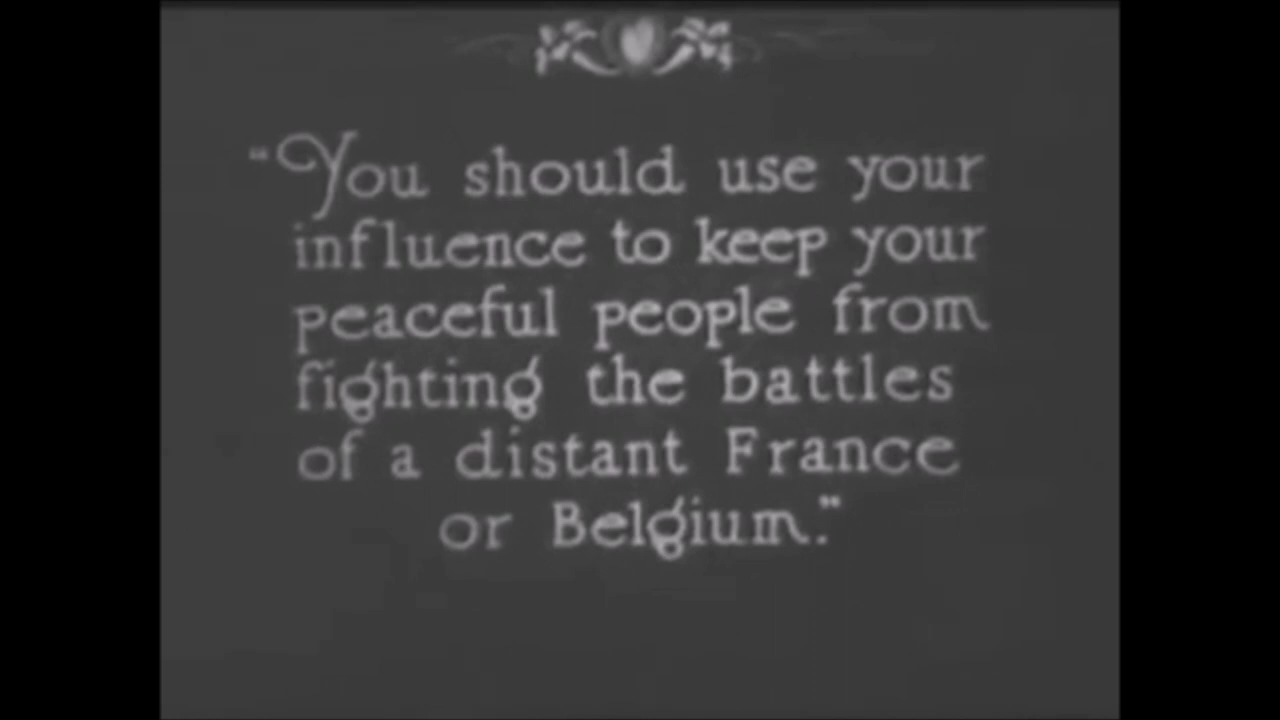 "You should use your
influence to keep your
peaceful people from
fighting the battles
of a distant France
or Belgium."